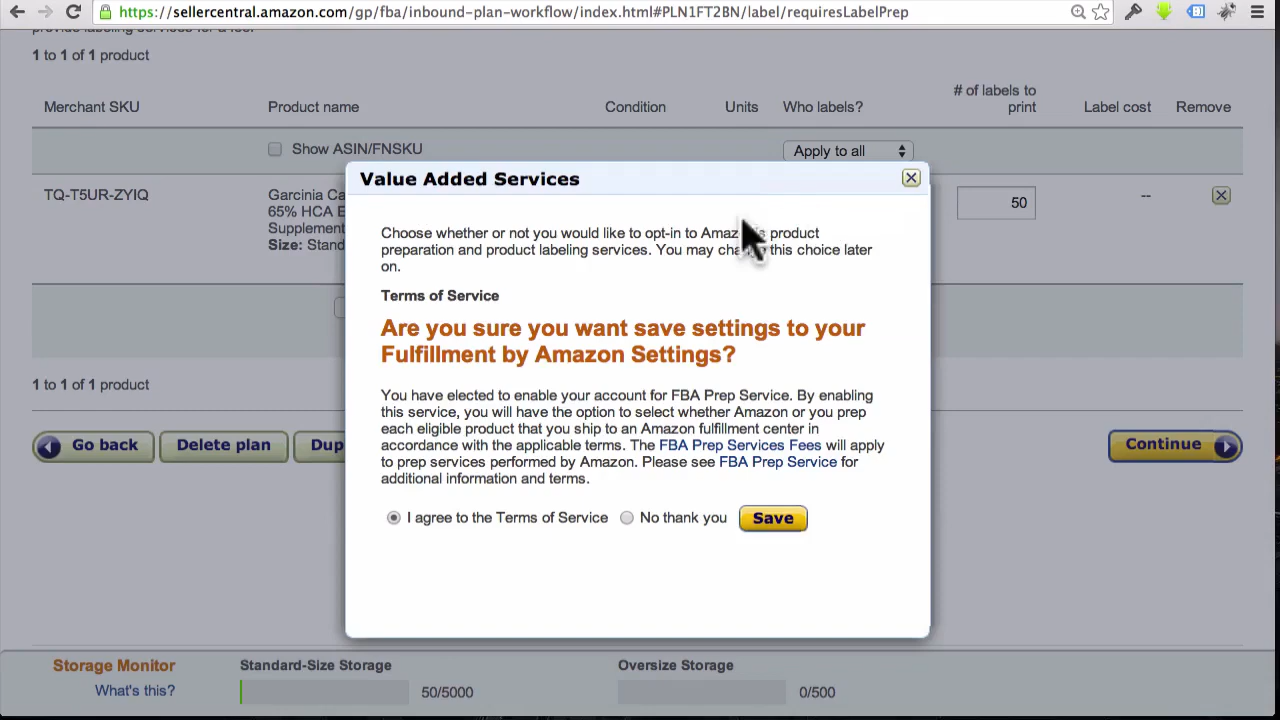 https://sellercentral.amazon.com/gp/fba/inbound-plan-workflow/index.html#PLN1FT2BN/label/requiresLabelPrep
1 to 1 of 1 product
Merchant SKU Product name Condition Units Who labels? # of labels to print Label cost Remove
Show ASIN/FNSKU Apply to all
TQ-T5UR-ZYIQ Garcinia Ca 50 --
65% HCA E
Supplement
Size: Stand
Value Added Services
Choose whether or not you would like to opt-in to product
preparation and product labeling services. You may this choice later
on.
Terms of Service
Are you sure you want save settings to your
Fulfillment by Amazon Settings?
You have elected to enable your account for FBA Prep Service. By enabling
this service, you will have the option to select whether Amazon or you prep
each eligible product that you ship to an Amazon fulfillment center in
accordance with the applicable terms. The FBA Prep Services Fees will apply
to prep services performed by Amazon. Please see FBA Prep Service for
additional information and terms.
I agree to the Terms of Service No thank you Save
1 to 1 of 1 product
Go back Delete plan Dup Continue
Storage Monitor Standard-Size Storage Oversize Storage
What's this? 50/5000 0/500